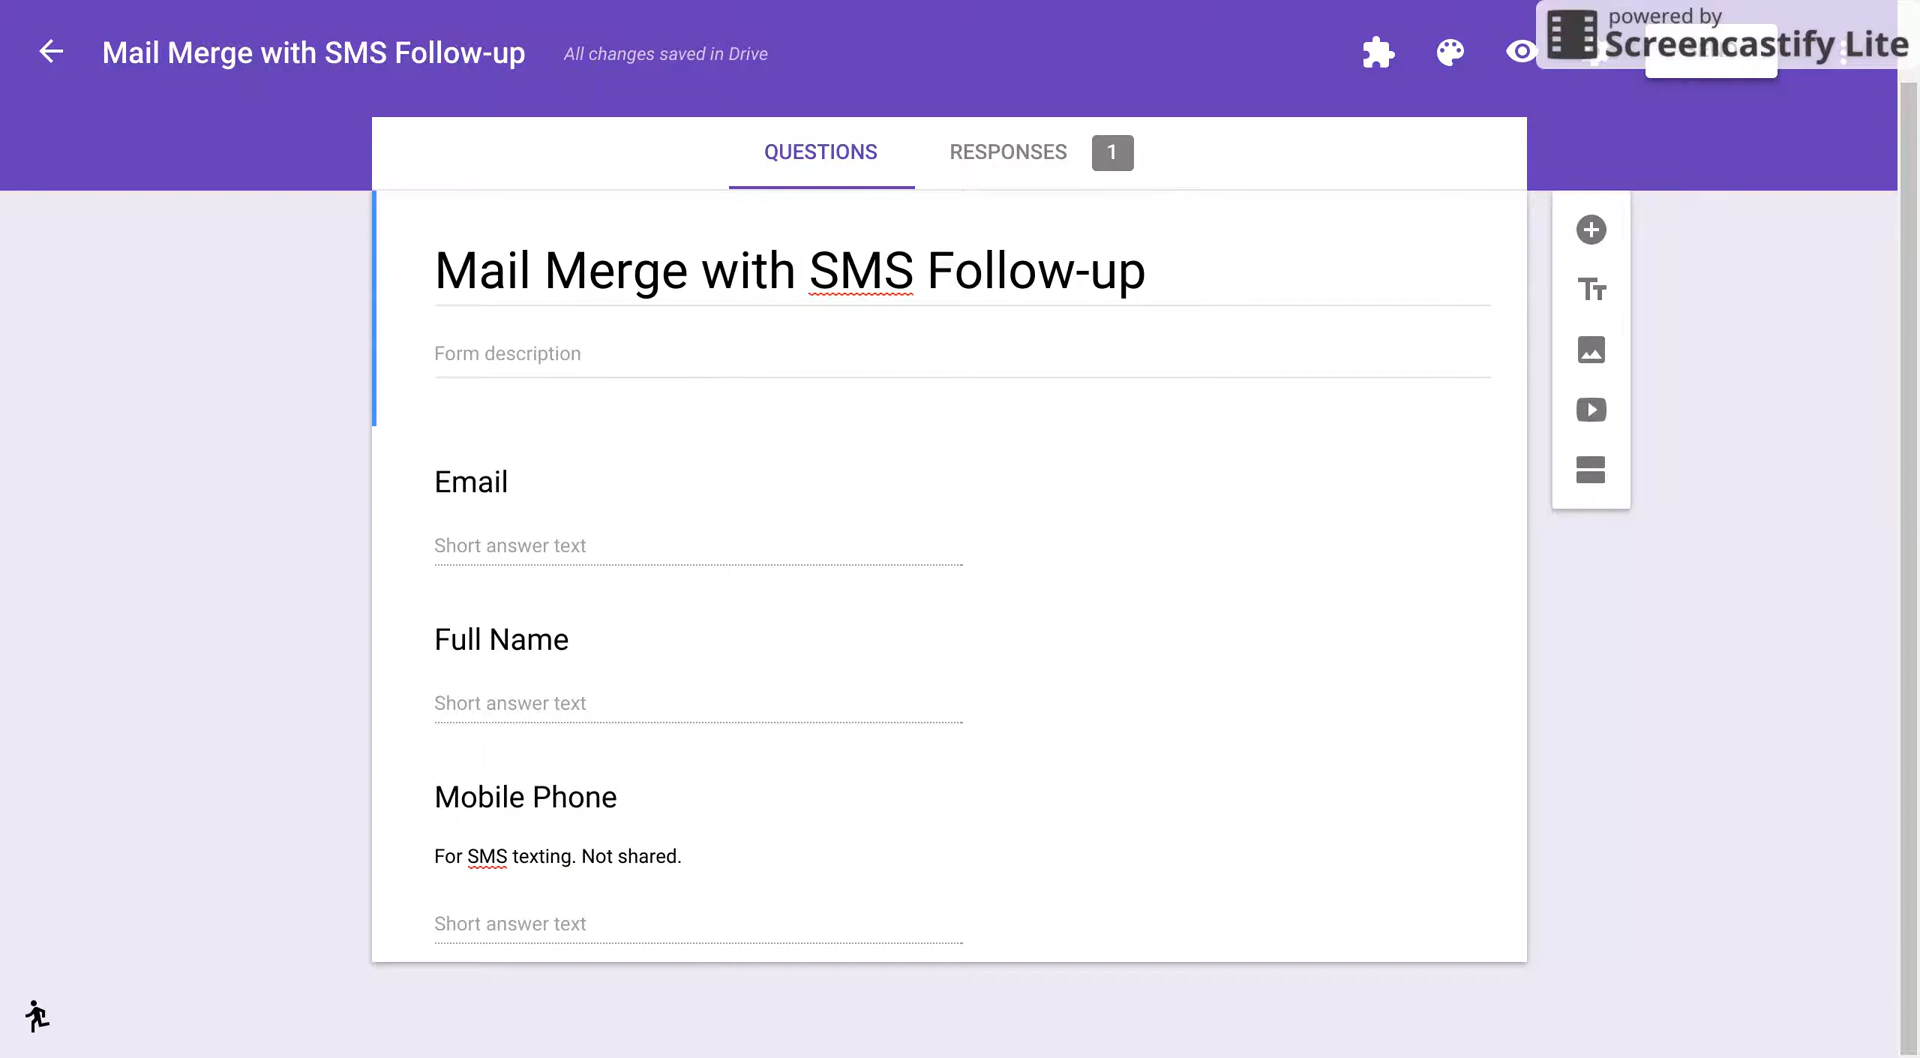 powered by
Screencastify Lite
Mail Merge with SMS Follow-up
All changes saved in Drive
QUESTIONS
RESPONSES
1
Mail Merge with SMS Follow-up
Form description
Email
Short answer text
Full Name
Short answer text
Mobile Phone
For SMS texting. Not shared.
Short answer text